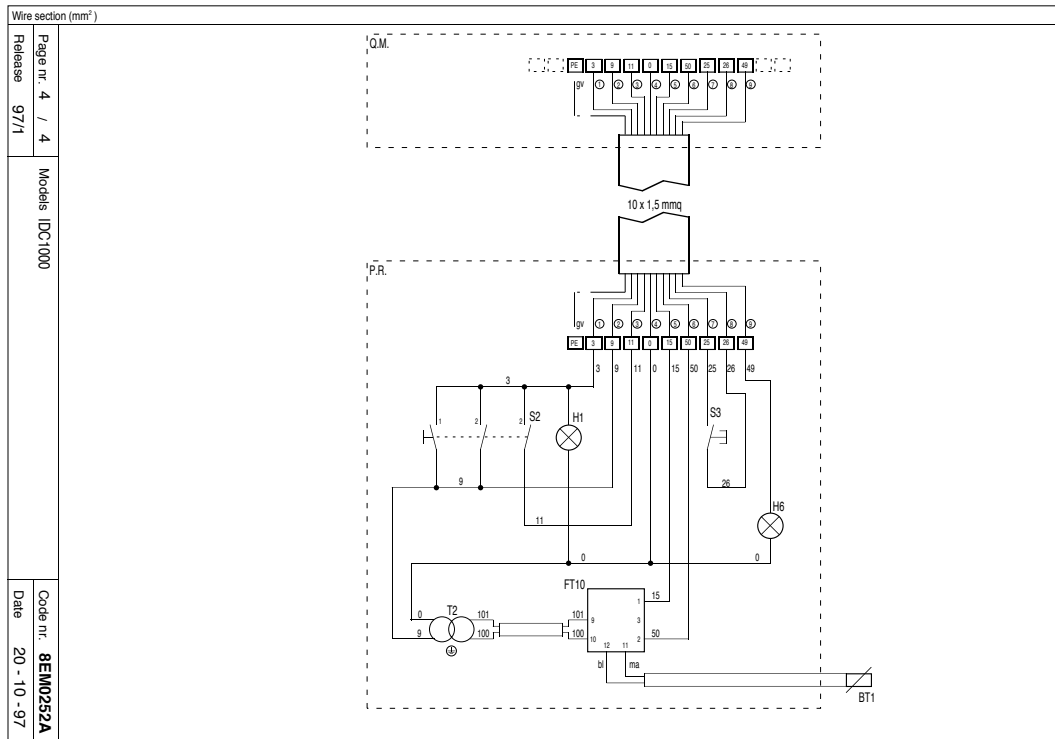 Wire section (mm²)
Page nr. 4 / 4
Release 97/1
Models IDC1000
Code nr. 8EM0252A
Date 20 - 10 - 97
Q.M.
PE 3 9 11 0 15 50 25 26 49
gv 1 2 3 4 5 6 7 8 9
10 x 1,5 mmq
P.R.
gv 1 2 3 4 5 6 7 8 9
PE 3 9 11 0 15 50 25 26 49
3 9 11 0 15 50 25 26 49
3
1 2 2 S2 H1 S3
9 26
11 H6
0 0
FT10
0 T2 101 101 9 1 15
3
9 100 100 10 2 50
12 11
bl ma
BT1